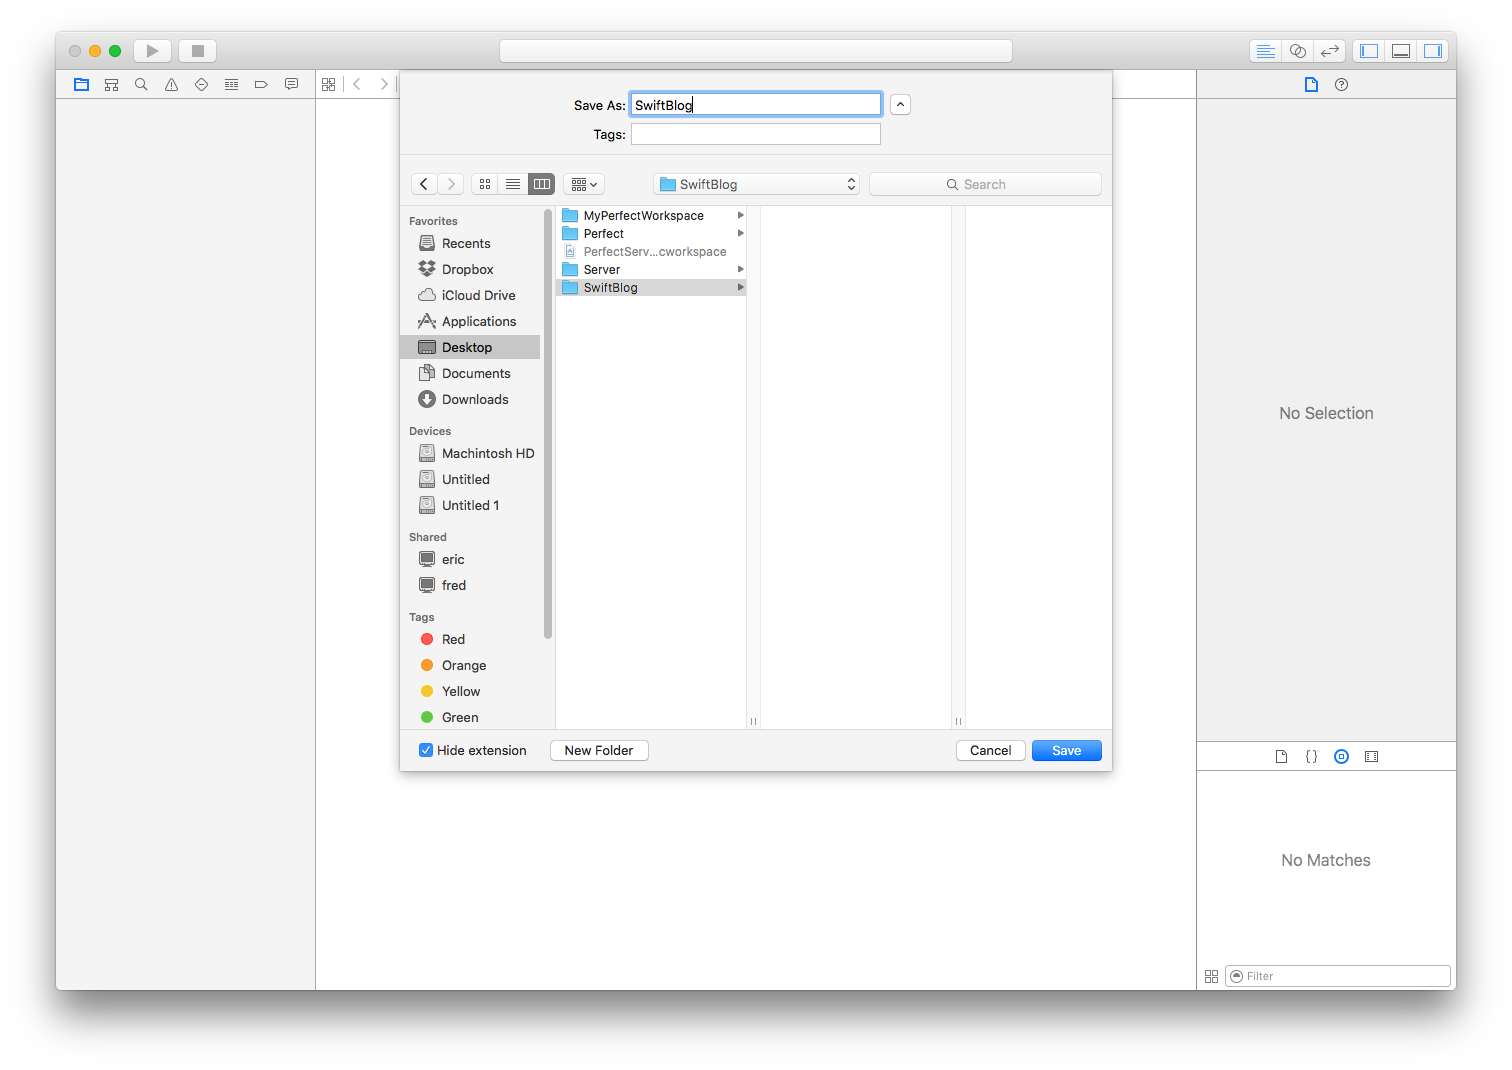 Save As: SwiftBlog
Tags:
SwiftBlog
Search
Favorites
Recents
Dropbox
iCloud Drive
Applications
Desktop
Documents
Downloads
Devices
Machintosh HD
Untitled
Untitled 1
Shared
eric
fred
Tags
Red
Orange
Yellow
Green
MyPerfectWorkspace
Perfect
PerfectServ...cworkspace
Server
SwiftBlog
Hide extension
New Folder
Cancel
Save
No Selection
No Matches
Filter